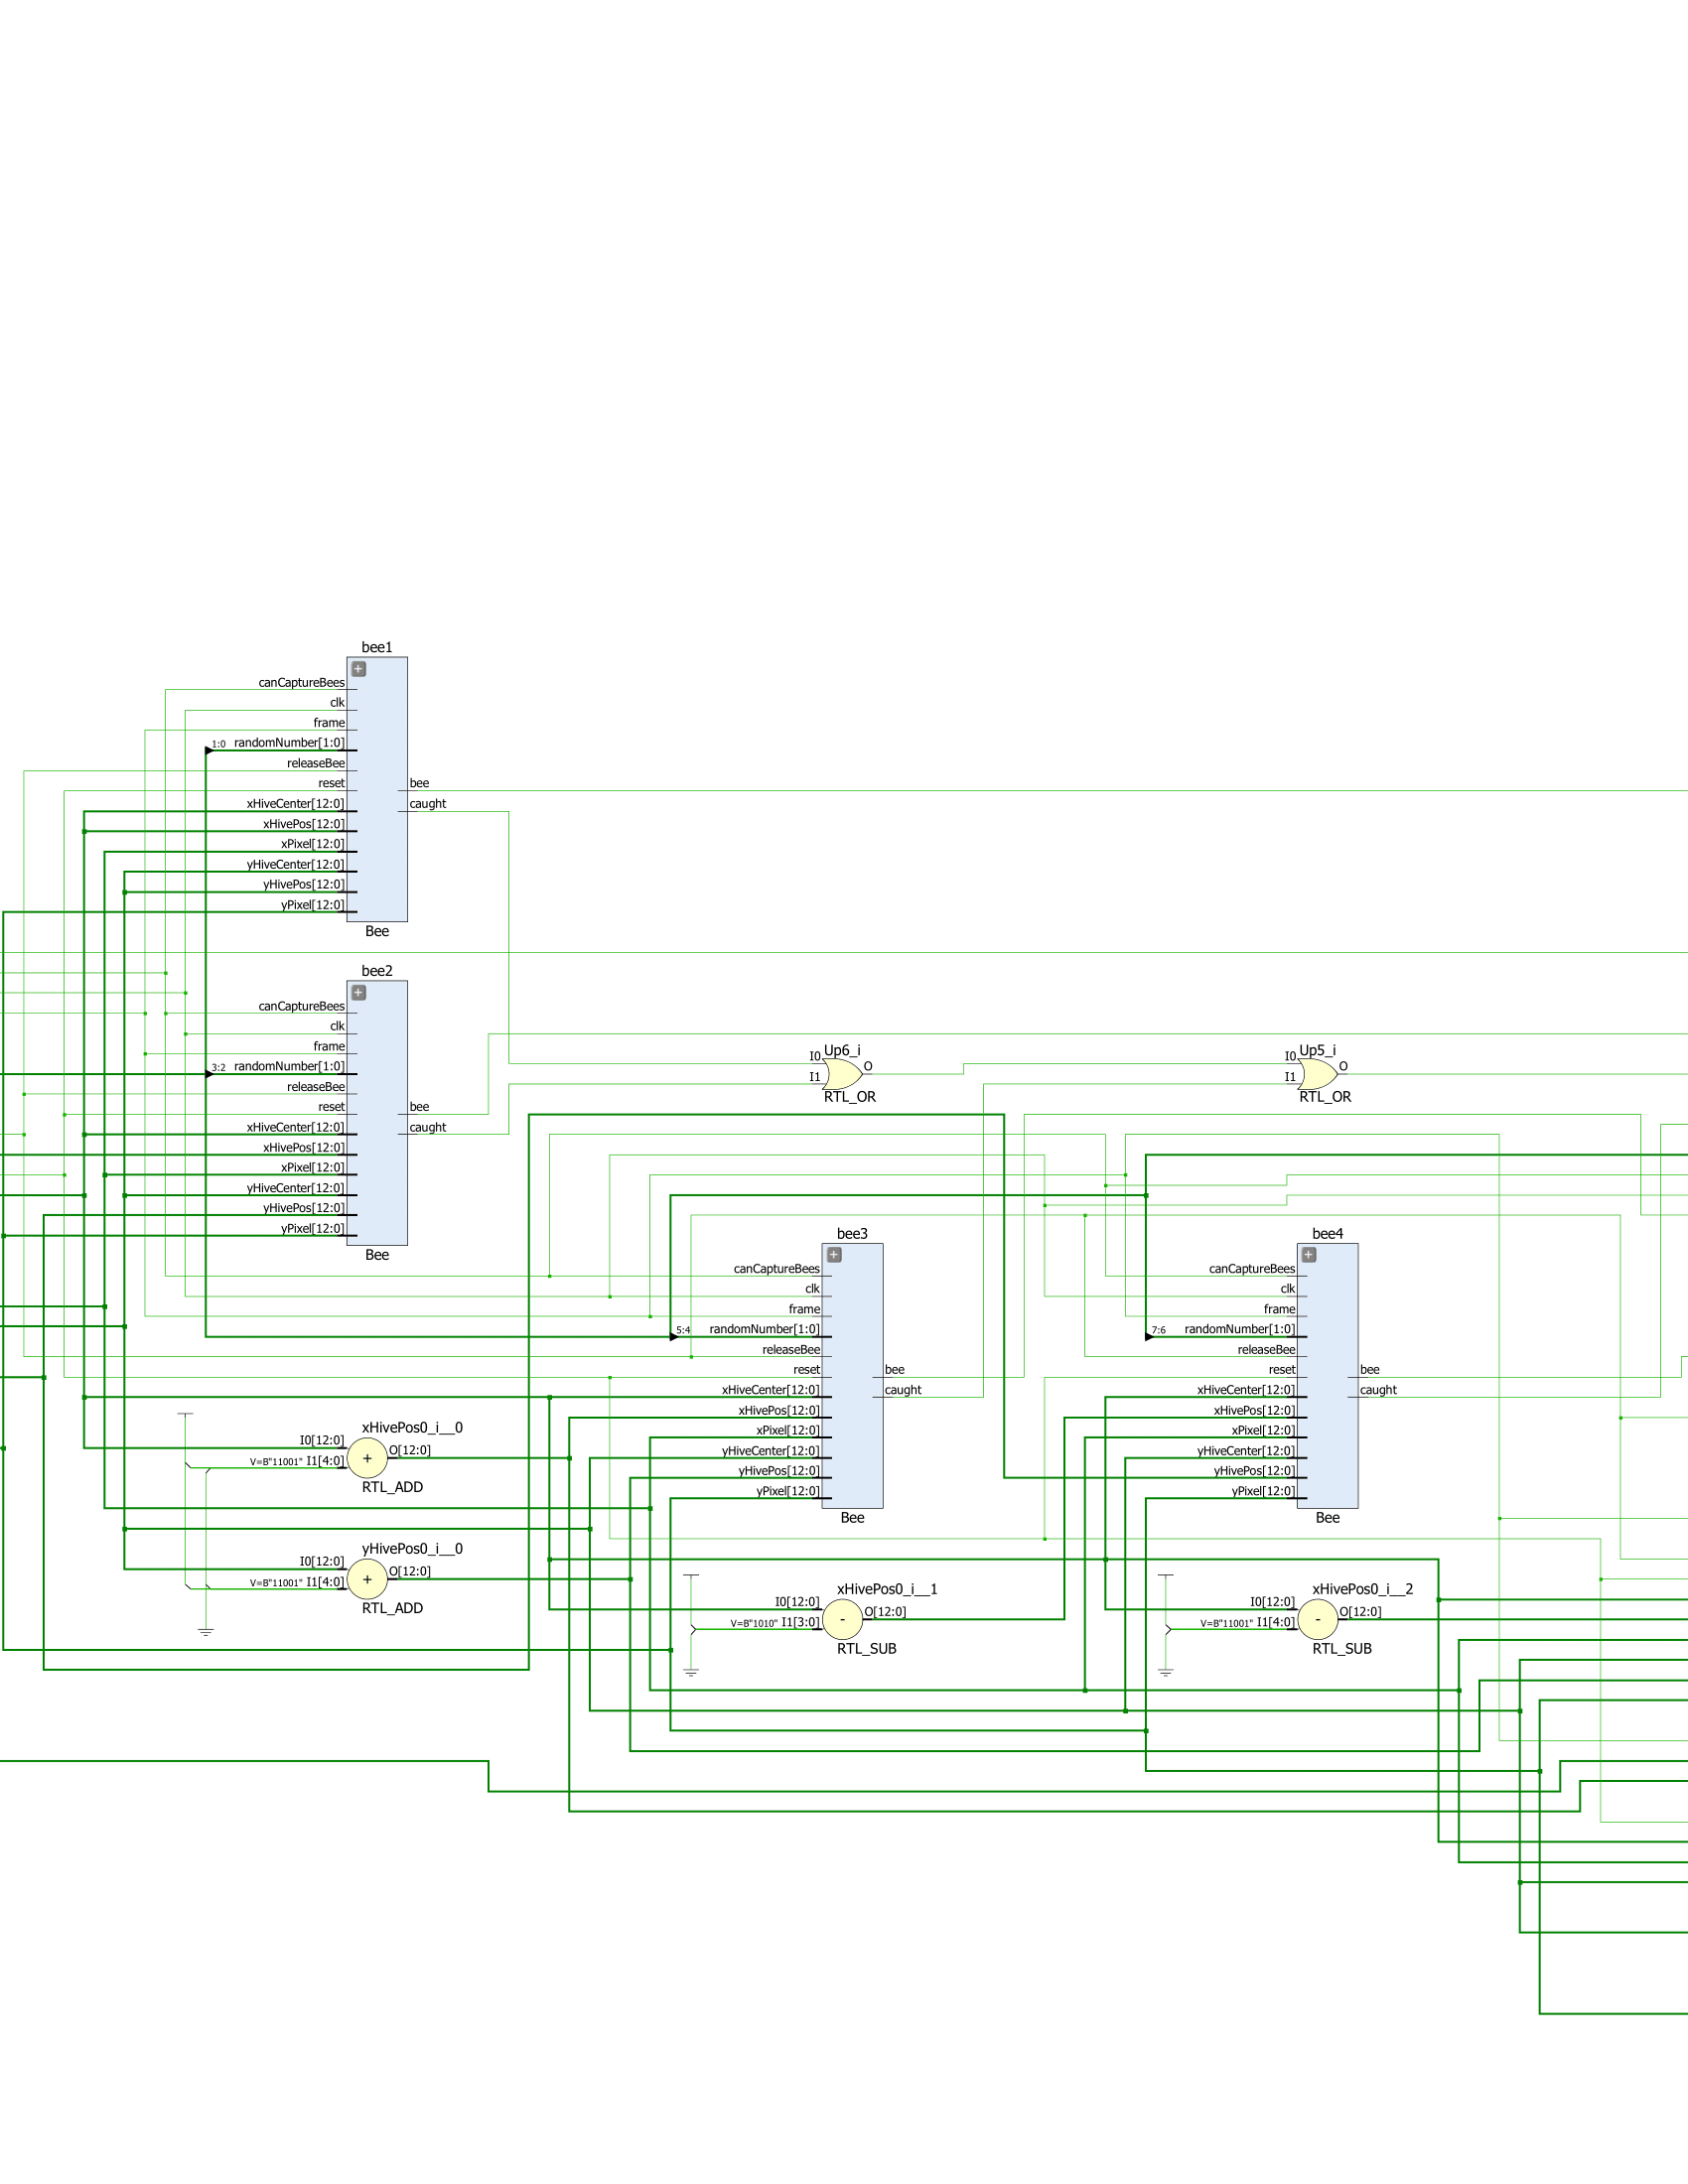 bee1
+
canCaptureBees
clk
frame
1:0 randomNumber[1:0]
releaseBee
reset
xHiveCenter[12:0]
xHivePos[12:0]
xPixel[12:0]
yHiveCenter[12:0]
yHivePos[12:0]
yPixel[12:0]
bee
caught
Bee
bee2
+
canCaptureBees
clk
frame
3:2 randomNumber[1:0]
releaseBee
reset
xHiveCenter[12:0]
xHivePos[12:0]
xPixel[12:0]
yHiveCenter[12:0]
yHivePos[12:0]
yPixel[12:0]
bee
caught
Bee
Up6_i
I0
I1
O
RTL_OR
Up5_i
I0
I1
O
RTL_OR
bee3
+
canCaptureBees
clk
frame
5:4 randomNumber[1:0]
releaseBee
reset
xHiveCenter[12:0]
xHivePos[12:0]
xPixel[12:0]
yHiveCenter[12:0]
yHivePos[12:0]
yPixel[12:0]
bee
caught
Bee
bee4
+
canCaptureBees
clk
frame
7:6 randomNumber[1:0]
releaseBee
reset
xHiveCenter[12:0]
xHivePos[12:0]
xPixel[12:0]
yHiveCenter[12:0]
yHivePos[12:0]
yPixel[12:0]
bee
caught
Bee
xHivePos0_i__0
I0[12:0]
V=B"11001" I1[4:0]
+
O[12:0]
RTL_ADD
yHivePos0_i__0
I0[12:0]
V=B"11001" I1[4:0]
+
O[12:0]
RTL_ADD
xHivePos0_i__1
I0[12:0]
V=B"1010" I1[3:0]
-
O[12:0]
RTL_SUB
xHivePos0_i__2
I0[12:0]
V=B"11001" I1[4:0]
-
O[12:0]
RTL_SUB